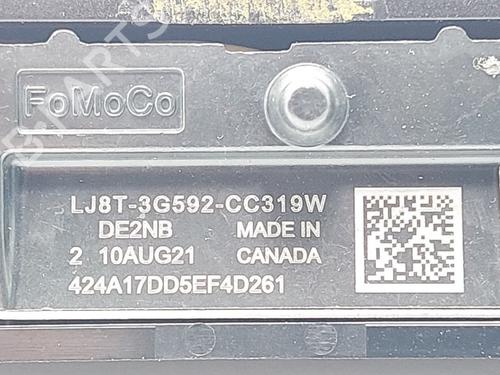 FoMoCo
LJ8T-3G592-CC319W
DE2NB MADE IN
2 10AUG21 CANADA
424A17DD5EF4D261